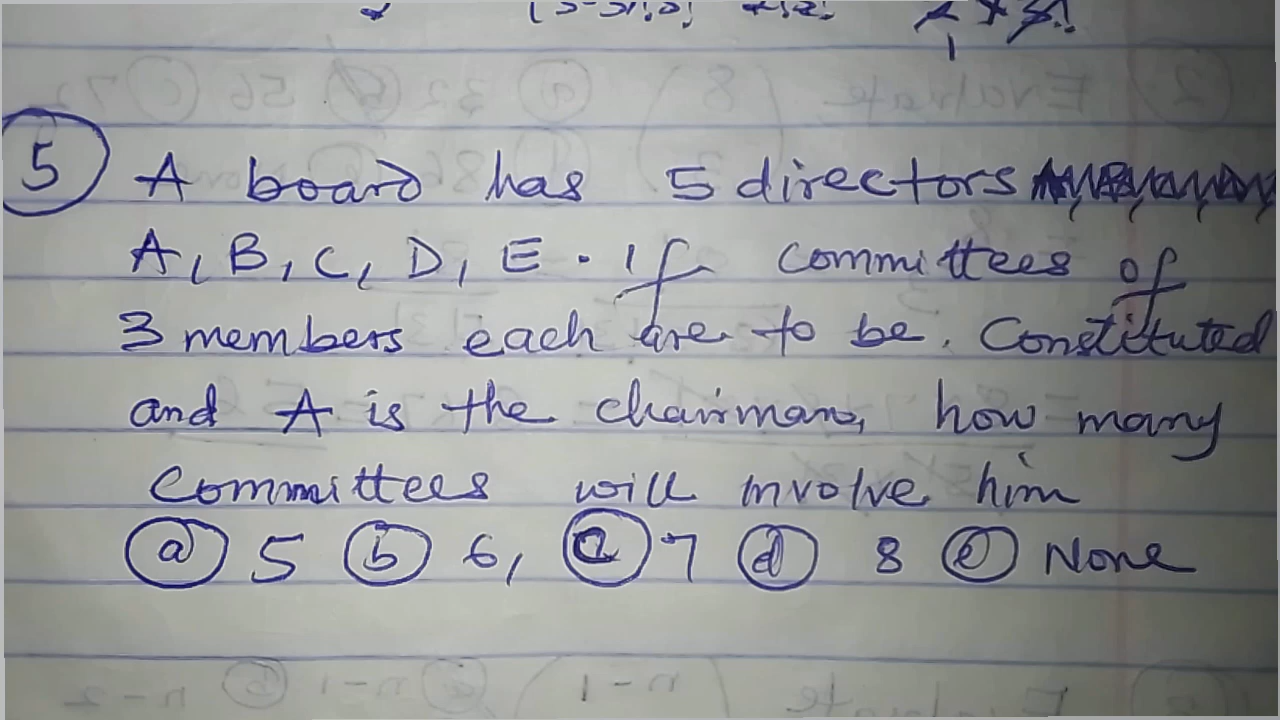 5 A board has 5 directors
A, B, C, D, E. If committees of
3 members each are to be. Constituted
and A is the chairman, how many
Committees will involve him
a 5 b 6, c 7 d 8 e None